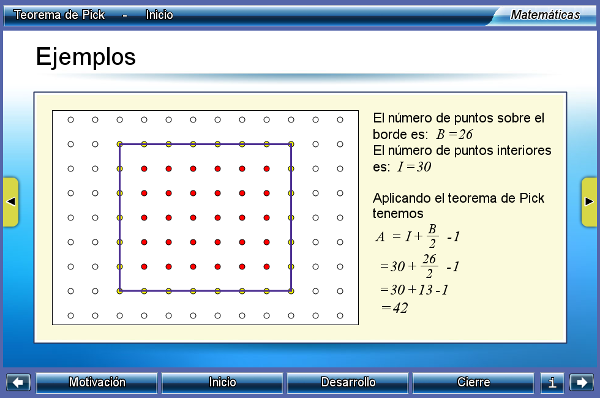 Teorema de Pick - Inicio
Matemáticas
Ejemplos
El número de puntos sobre el
borde es: B = 26
El número de puntos interiores
es: I = 30
Aplicando el teorema de Pick
tenemos
A = I + B/2 - 1
= 30 + 26/2 - 1
= 30 + 13 - 1
= 42
Motivación
Inicio
Desarrollo
Cierre
i